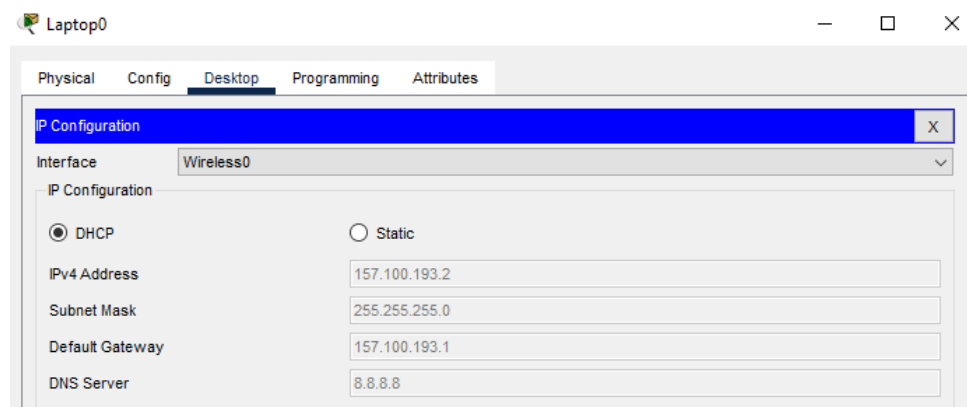 Laptop0
Physical Config Desktop Programming Attributes
IP Configuration X
Interface Wireless0
IP Configuration
DHCP Static
IPv4 Address 157.100.193.2
Subnet Mask 255.255.255.0
Default Gateway 157.100.193.1
DNS Server 8.8.8.8